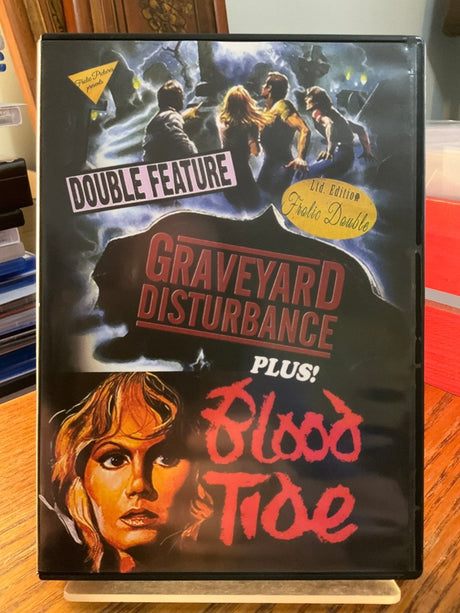 Frolic Pictures
presents
DOUBLE FEATURE
Ltd. Edition
Frolic Double
GRAVEYARD
DISTURBANCE
PLUS!
Blood
Tide